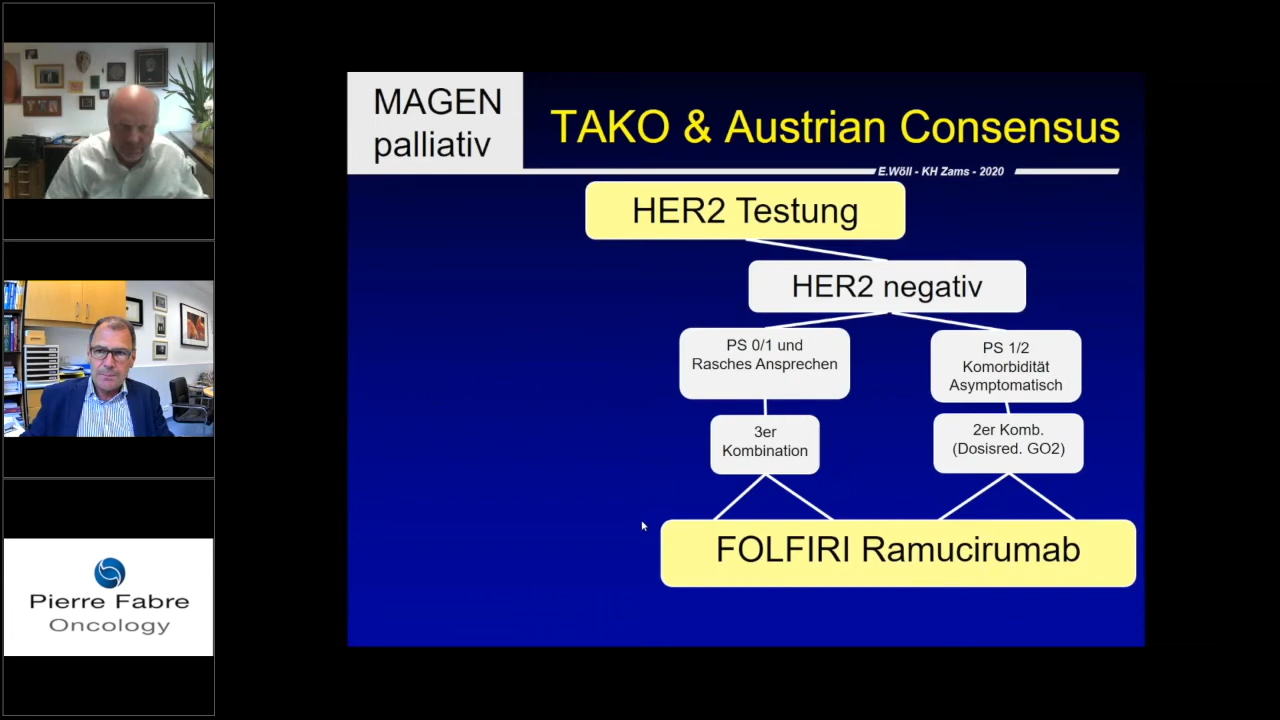 MAGEN
palliativ
TAKO & Austrian Consensus
E.Wöll - KH Zams - 2020
HER2 Testung
HER2 negativ
PS 0/1 und
Rasches Ansprechen
PS 1/2
Komorbidität
Asymptomatisch
3er
Kombination
2er Komb.
(Dosisred. GO2)
FOLFIRI Ramucirumab
Pierre Fabre
Oncology